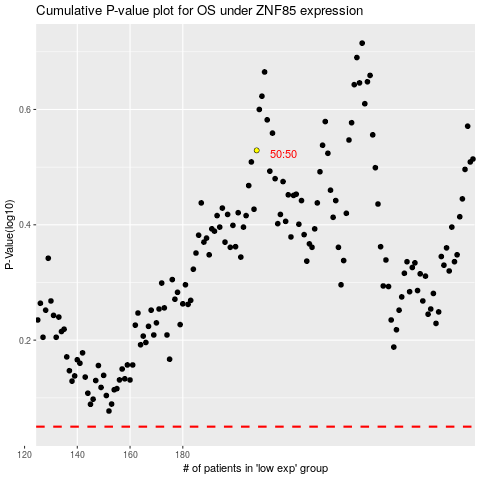 Cumulative P-value plot for OS under ZNF85 expression
P-Value(log10)
0.6
0.4
0.2
50:50
120 140 160 180
# of patients in 'low exp' group